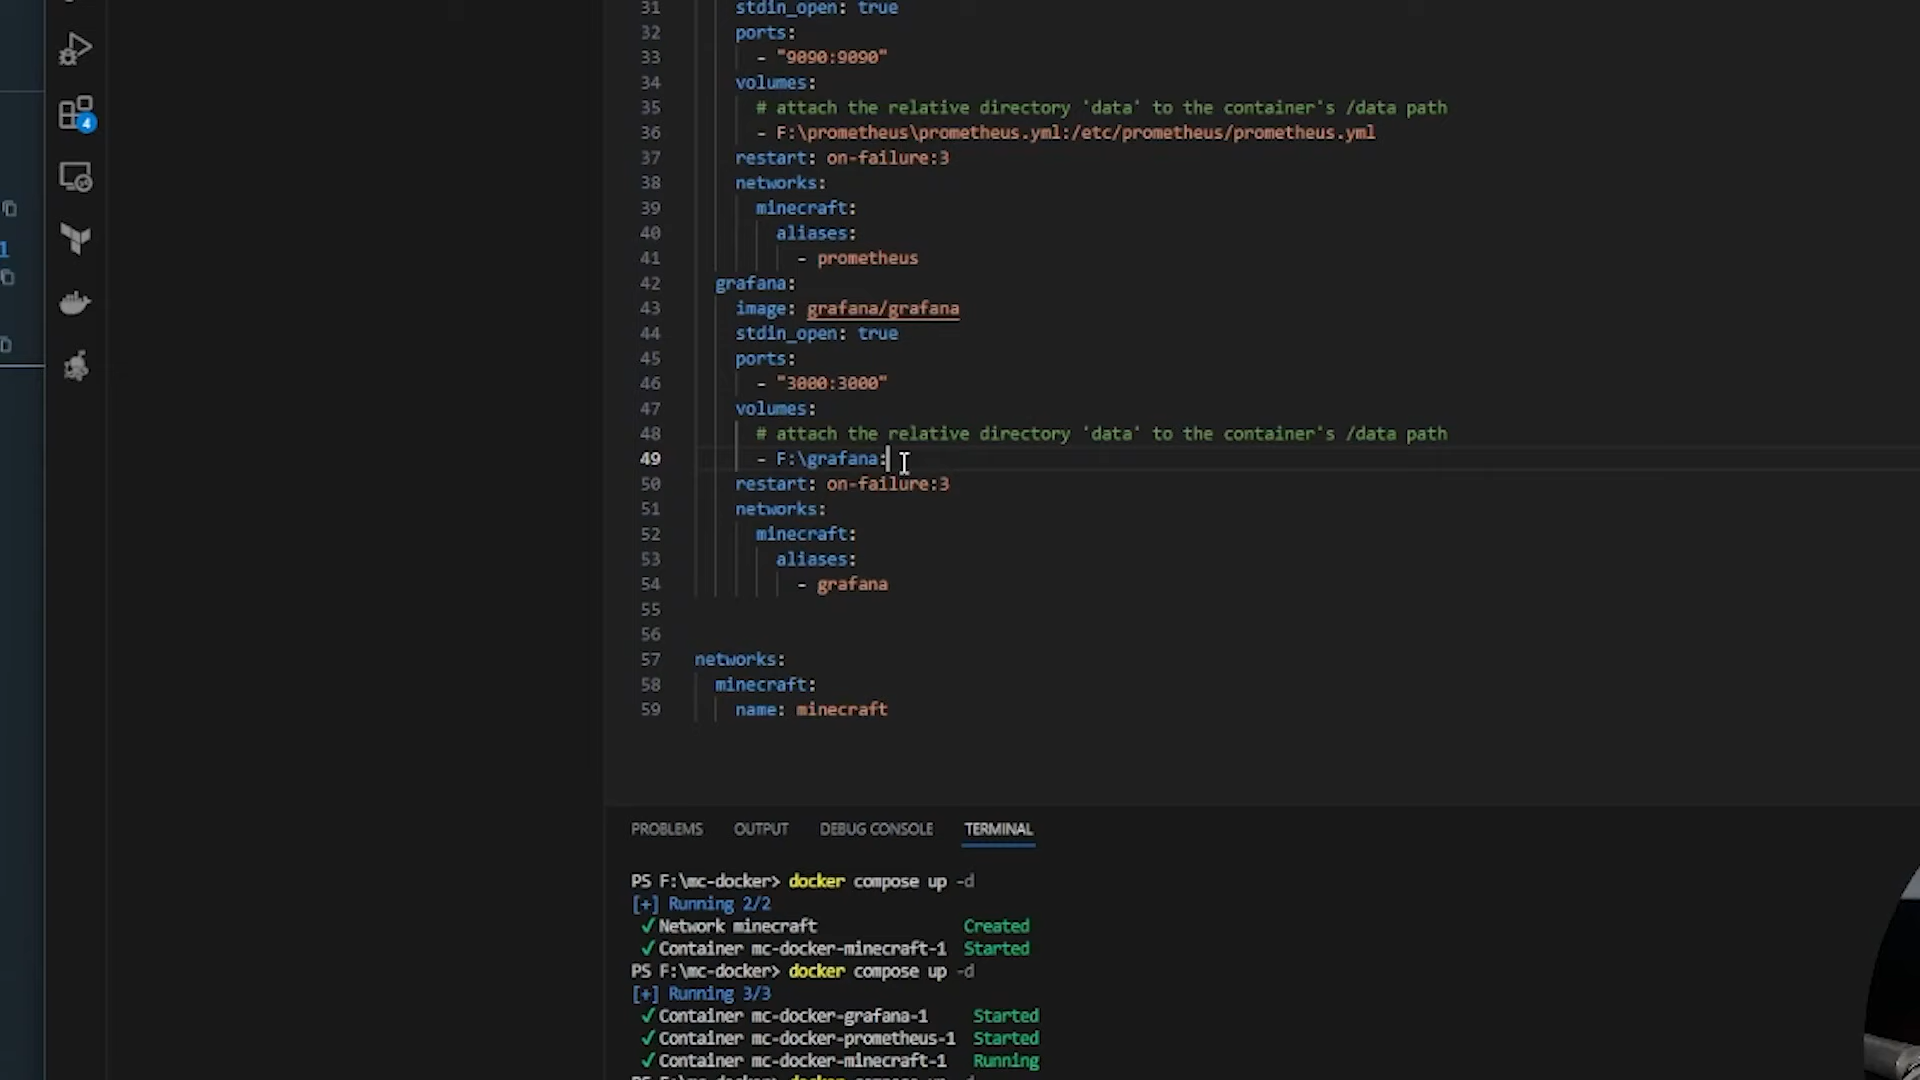 31 stdin_open: true
32 ports:
33 - "9090:9090"
34 volumes:
35 # attach the relative directory 'data' to the container's /data path
36 - F:\prometheus\prometheus.yml:/etc/prometheus/prometheus.yml
37 restart: on-failure:3
38 networks:
39 minecraft:
40 aliases:
41 - prometheus
42 grafana:
43 image: grafana/grafana
44 stdin_open: true
45 ports:
46 - "3000:3000"
47 volumes:
48 # attach the relative directory 'data' to the container's /data path
49 - F:\grafana:
50 restart: on-failure:3
51 networks:
52 minecraft:
53 aliases:
54 - grafana
55
56
57 networks:
58 minecraft:
59 name: minecraft
4
1
PROBLEMS OUTPUT DEBUG CONSOLE TERMINAL
PS F:\mc-docker> docker compose up -d
[+] Running 2/2
✓ Network minecraft Created
✓ Container mc-docker-minecraft-1 Started
PS F:\mc-docker> docker compose up -d
[+] Running 3/3
✓ Container mc-docker-grafana-1 Started
✓ Container mc-docker-prometheus-1 Started
✓ Container mc-docker-minecraft-1 Running